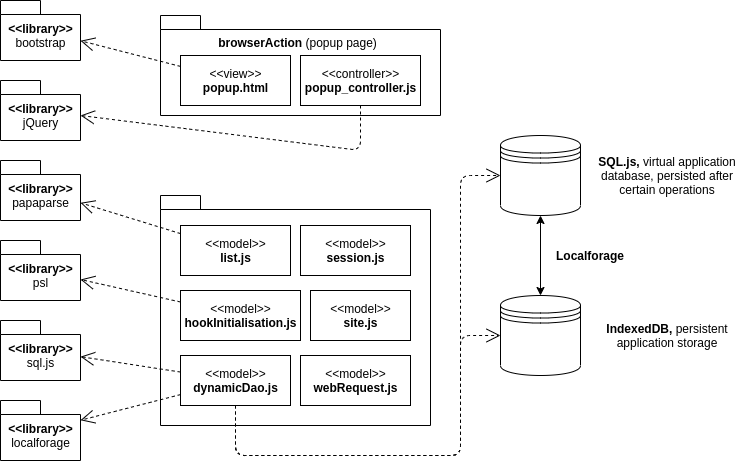 <<library>>
bootstrap
<<library>>
jQuery
<<library>>
papaparse
<<library>>
psl
<<library>>
sql.js
<<library>>
localforage
browserAction (popup page)
<<view>>
popup.html
<<controller>>
popup_controller.js
<<model>>
list.js
<<model>>
session.js
<<model>>
hookInitialisation.js
<<model>>
site.js
<<model>>
dynamicDao.js
<<model>>
webRequest.js
SQL.js, virtual application
database, persisted after
certain operations
Localforage
IndexedDB, persistent
application storage